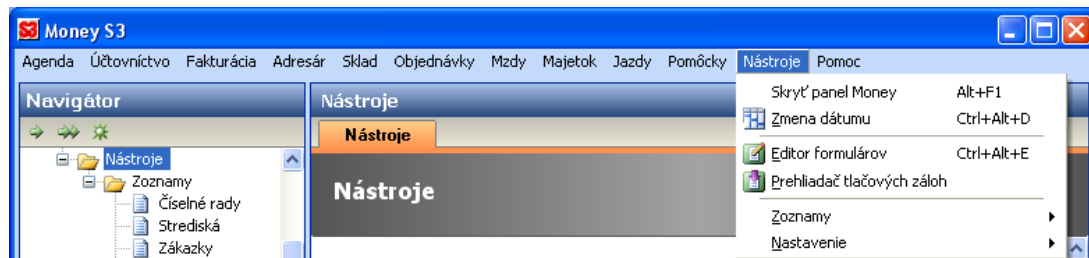 Money S3
Agenda Účtovníctvo Fakturácia Adresár Sklad Objednávky Mzdy Majetok Jazdy Pomôcky Nástroje Pomoc
Navigátor
Nástroje
Zoznamy
Číselné rady
Strediská
Zákazky
Nástroje
Nástroje
Nástroje
Skryť panel Money Alt+F1
Zmena dátumu Ctrl+Alt+D
Editor formulárov Ctrl+Alt+E
Prehliadač tlačových záloh
Zoznamy
Nastavenie